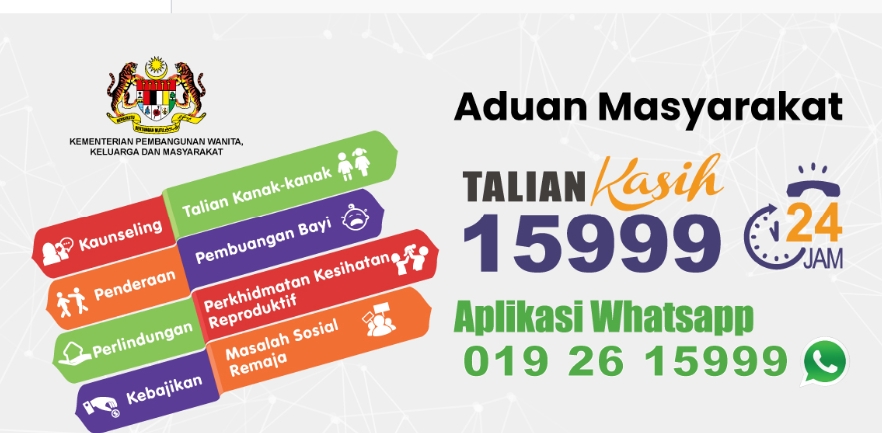 KEMENTERIAN PEMBANGUNAN WANITA,
KELUARGA DAN MASYARAKAT
Kaunseling
Talian Kanak-kanak
Penderaan
Pembuangan Bayi
Perlindungan
Perkhidmatan Kesihatan
Reproduktif
Kebajikan
Masalah Sosial
Remaja
Aduan Masyarakat
TALIAN Kasih
15999
24
JAM
Aplikasi Whatsapp
019 26 15999